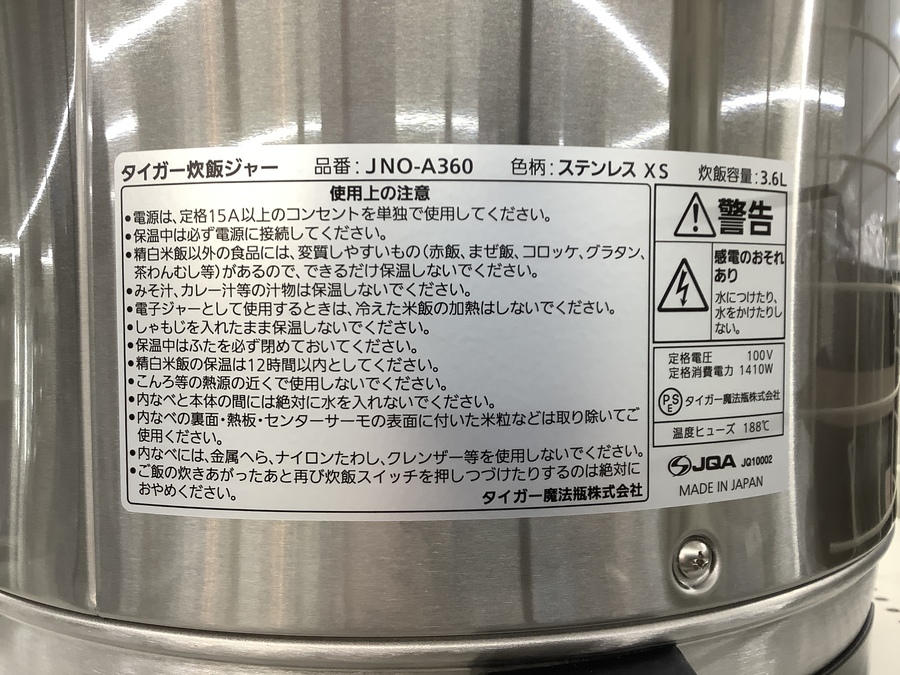 タイガー炊飯ジャー 品番：JNO-A360 色柄：ステンレス XS 炊飯容量：3.6L
使用上の注意
•電源は、定格15A以上のコンセントを単独で使用してください。
•保温中は必ず電源に接続してください。
•精白米飯以外の食品には、変質しやすいもの（赤飯、まぜ飯、コロッケ、グラタン、
茶わんむし等）があるので、できるだけ保温しないでください。
•みそ汁、カレー汁等の汁物は保温しないでください。
•電子ジャーとして使用するときは、冷えた米飯の加熱はしないでください。
•しゃもじを入れたまま保温しないでください。
•保温中はふたを必ず閉めておいてください。
•精白米飯の保温は12時間以内としてください。
•こんろ等の熱源の近くで使用しないでください。
•内なべと本体の間には絶対に水を入れないでください。
•内なべの裏面・熱板・センターサーモの表面に付いた米粒などは取り除いてご
使用ください。
•内なべには、金属へら、ナイロンたわし、クレンザー等を使用しないでください。
•ご飯の炊きあがったあと再び炊飯スイッチを押しつづけたりするのは絶対に
おやめください。
タイガー魔法瓶株式会社
警告
感電のおそれ
あり
水につけたり、
水をかけたりし
ない。
定格電圧 100V
定格消費電力 1410W
PSE タイガー魔法瓶株式会社
温度ヒューズ 188℃
JQA JQ10002
MADE IN JAPAN